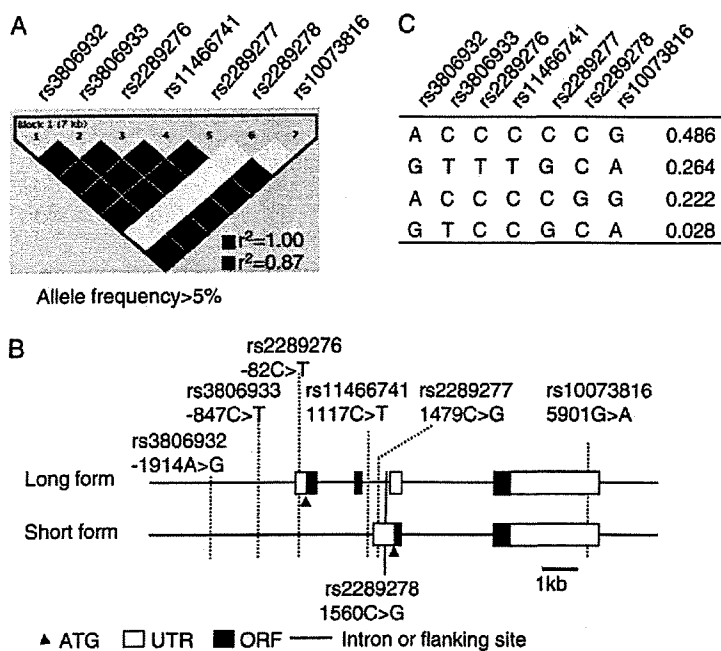 A
rs3806932
rs3806933
rs2289276
rs11466741
rs2289277
rs2289278
rs10073816
Block 1 (7 kb)
1 2 3 4 5 6 7
r²=1.00
r²=0.87
Allele frequency>5%
C
rs3806932
rs3806933
rs2289276
rs11466741
rs2289277
rs2289278
rs10073816
A C C C C C G 0.486
G T T T G C A 0.264
A C C C C G G 0.222
G T C C G C A 0.028
B
rs2289276
-82C>T
rs3806933
-847C>T
rs11466741
1117C>T
rs2289277
1479C>G
rs10073816
5901G>A
rs3806932
-1914A>G
Long form
Short form
rs2289278
1560C>G
1kb
▲ ATG □ UTR ■ ORF — Intron or flanking site